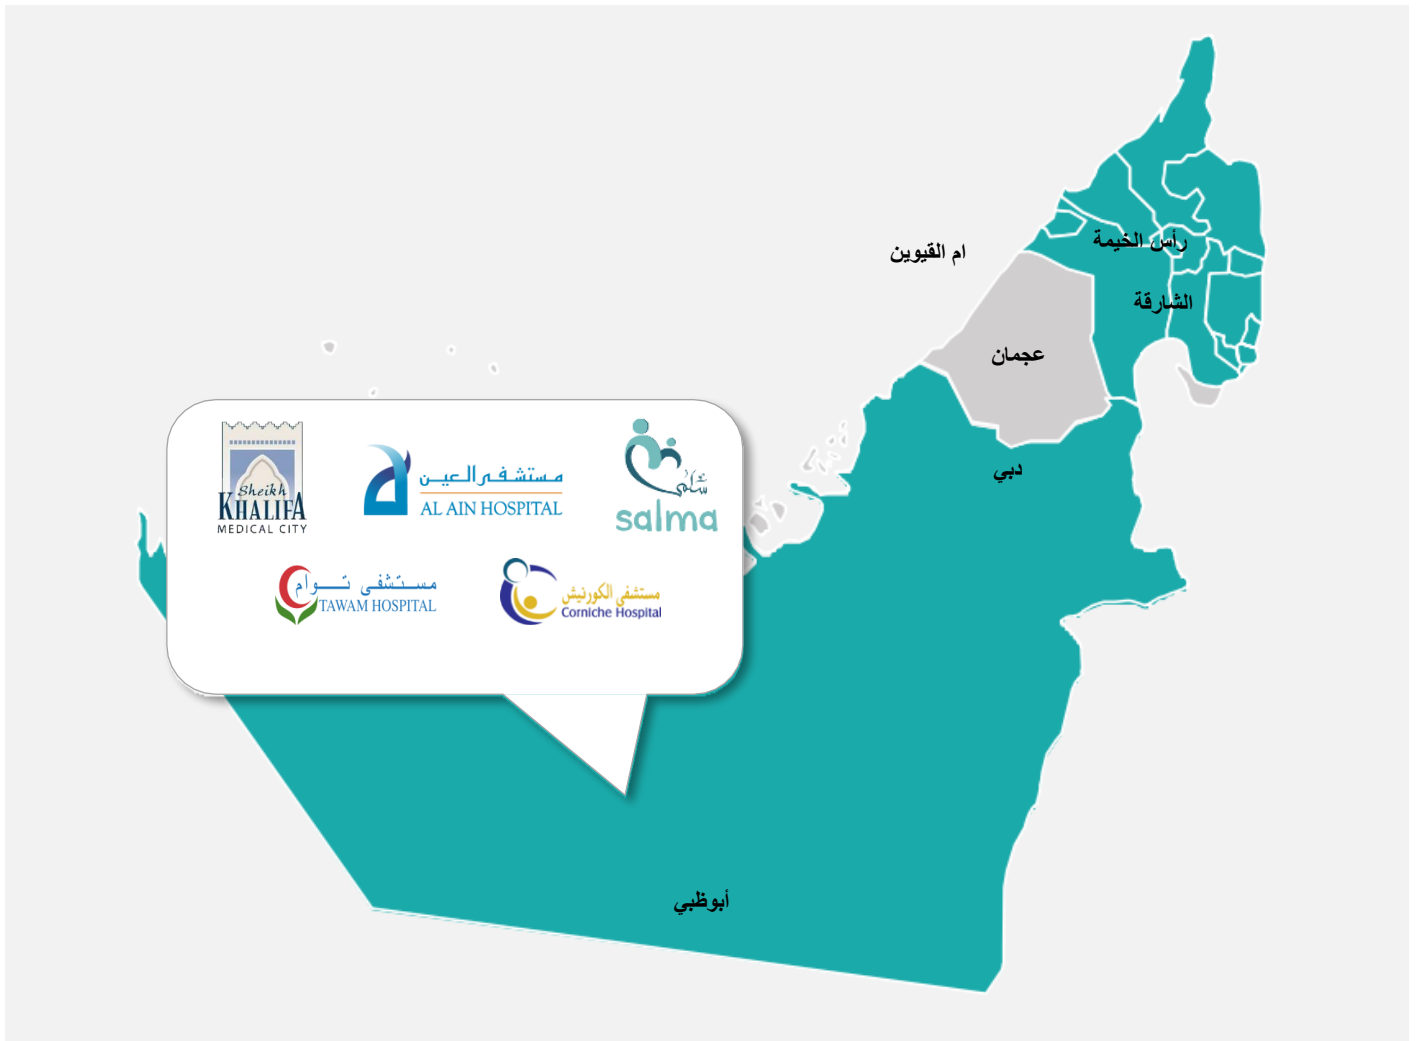 رأس الخيمة
ام القيوين
الشارقة
عجمان
دبي
Sheikh
KHALIFA
MEDICAL CITY
مستشفى العين
AL AIN HOSPITAL
سلمى
salma
مستشفى توام
TAWAM HOSPITAL
مستشفى الكورنيش
Corniche Hospital
أبوظبي